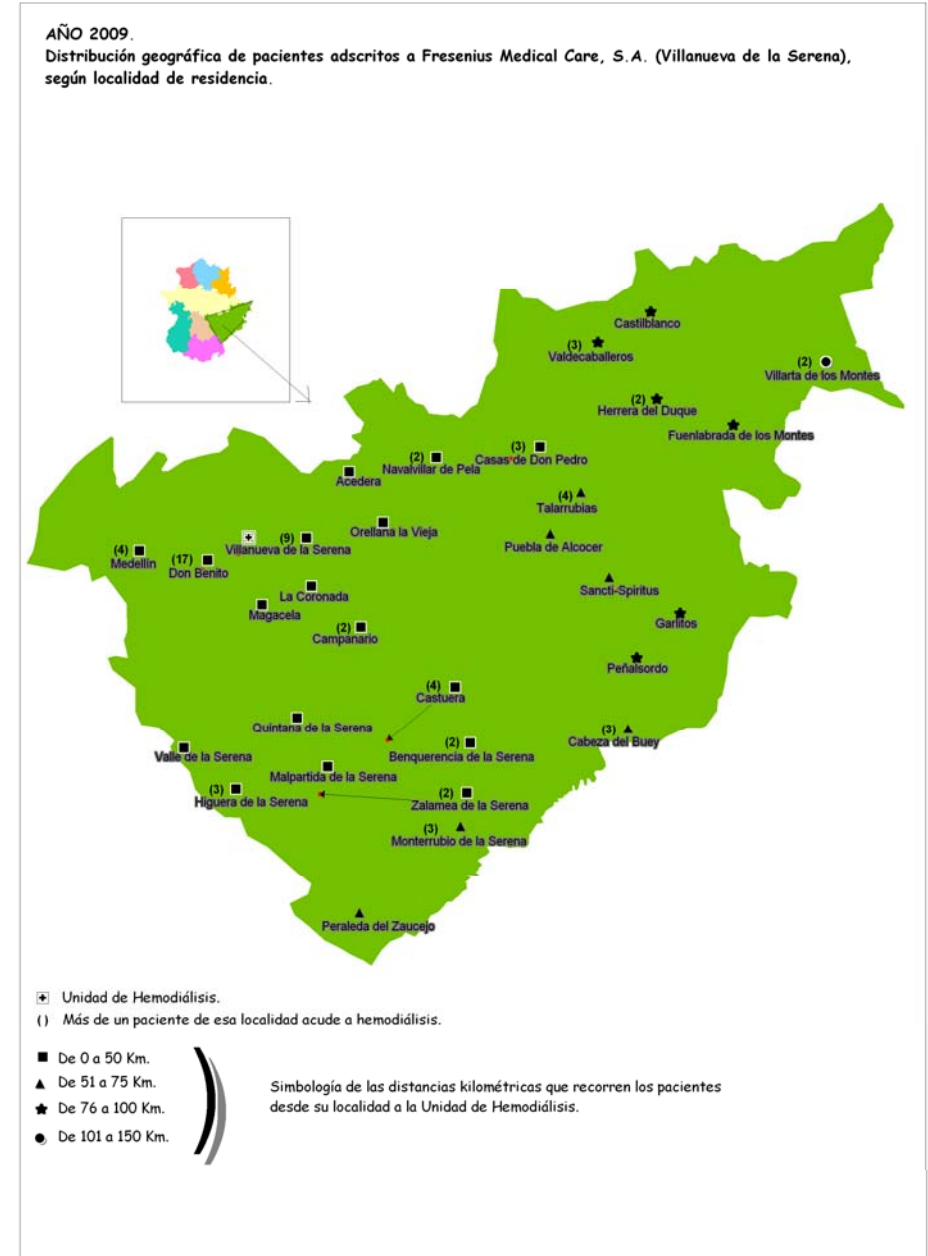 AÑO 2009.
Distribución geográfica de pacientes adscritos a Fresenius Medical Care, S.A. (Villanueva de la Serena),
según localidad de residencia.
Castilblanco
(3)
Valdecaballeros
(2)
Villarta de los Montes
(2)
Herrera del Duque
Fuenlabrada de los Montes
(3)
Casas de Don Pedro
(2)
Navalvillar de Pela
Acedera
(4)
Talarrubias
Orellana la Vieja
Puebla de Alcocer
(9)
Villanueva de la Serena
(4)
Medellín
(17)
Don Benito
Sancti-Spiritus
La Coronada
Magacela
Garlitos
(2)
Campanario
Peñalsordo
(4)
Castuera
Quintana de la Serena
(3)
Cabeza del Buey
(2)
Benquerencia de la Serena
Valle de la Serena
Malpartida de la Serena
(3)
Higuera de la Serena
(2)
Zalamea de la Serena
(3)
Monterrubio de la Serena
Peraleda del Zaucejo
Unidad de Hemodiálisis.
() Más de un paciente de esa localidad acude a hemodiálisis.
De 0 a 50 Km.
De 51 a 75 Km.
De 76 a 100 Km.
De 101 a 150 Km.
Simbología de las distancias kilométricas que recorren los pacientes
desde su localidad a la Unidad de Hemodiálisis.